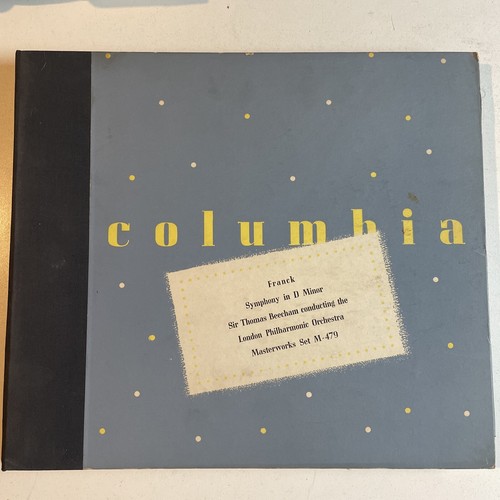 columbia
Franck
Symphony in D Minor
Sir Thomas Beecham conducting the
London Philharmonic Orchestra
Masterworks Set M-479